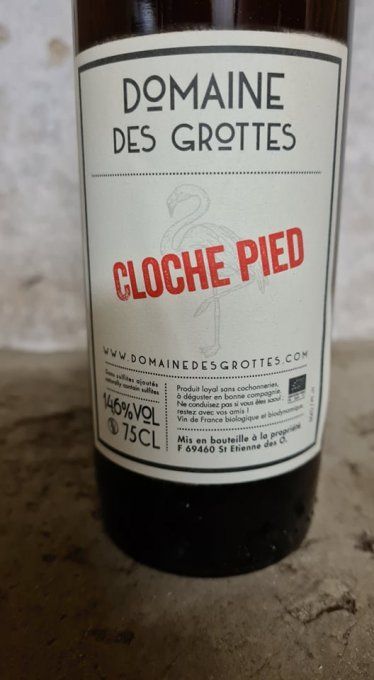 DOMAINE
DES GROTTES
CLOCHE PIED
WWW.DOMAINEDESGROTTES.COM
Sans sulfites ajoutés
naturally contain sulfites
14,6%VOL
75CL
Produit loyal sans cochonneries,
à déguster en bonne compagnie.
Ne conduisez pas si vous êtes saoul :
restez avec vos amis !
Vin de France biologique et biodynamique.
Mis en bouteille à la propriété
F 69460 St Etienne des O.